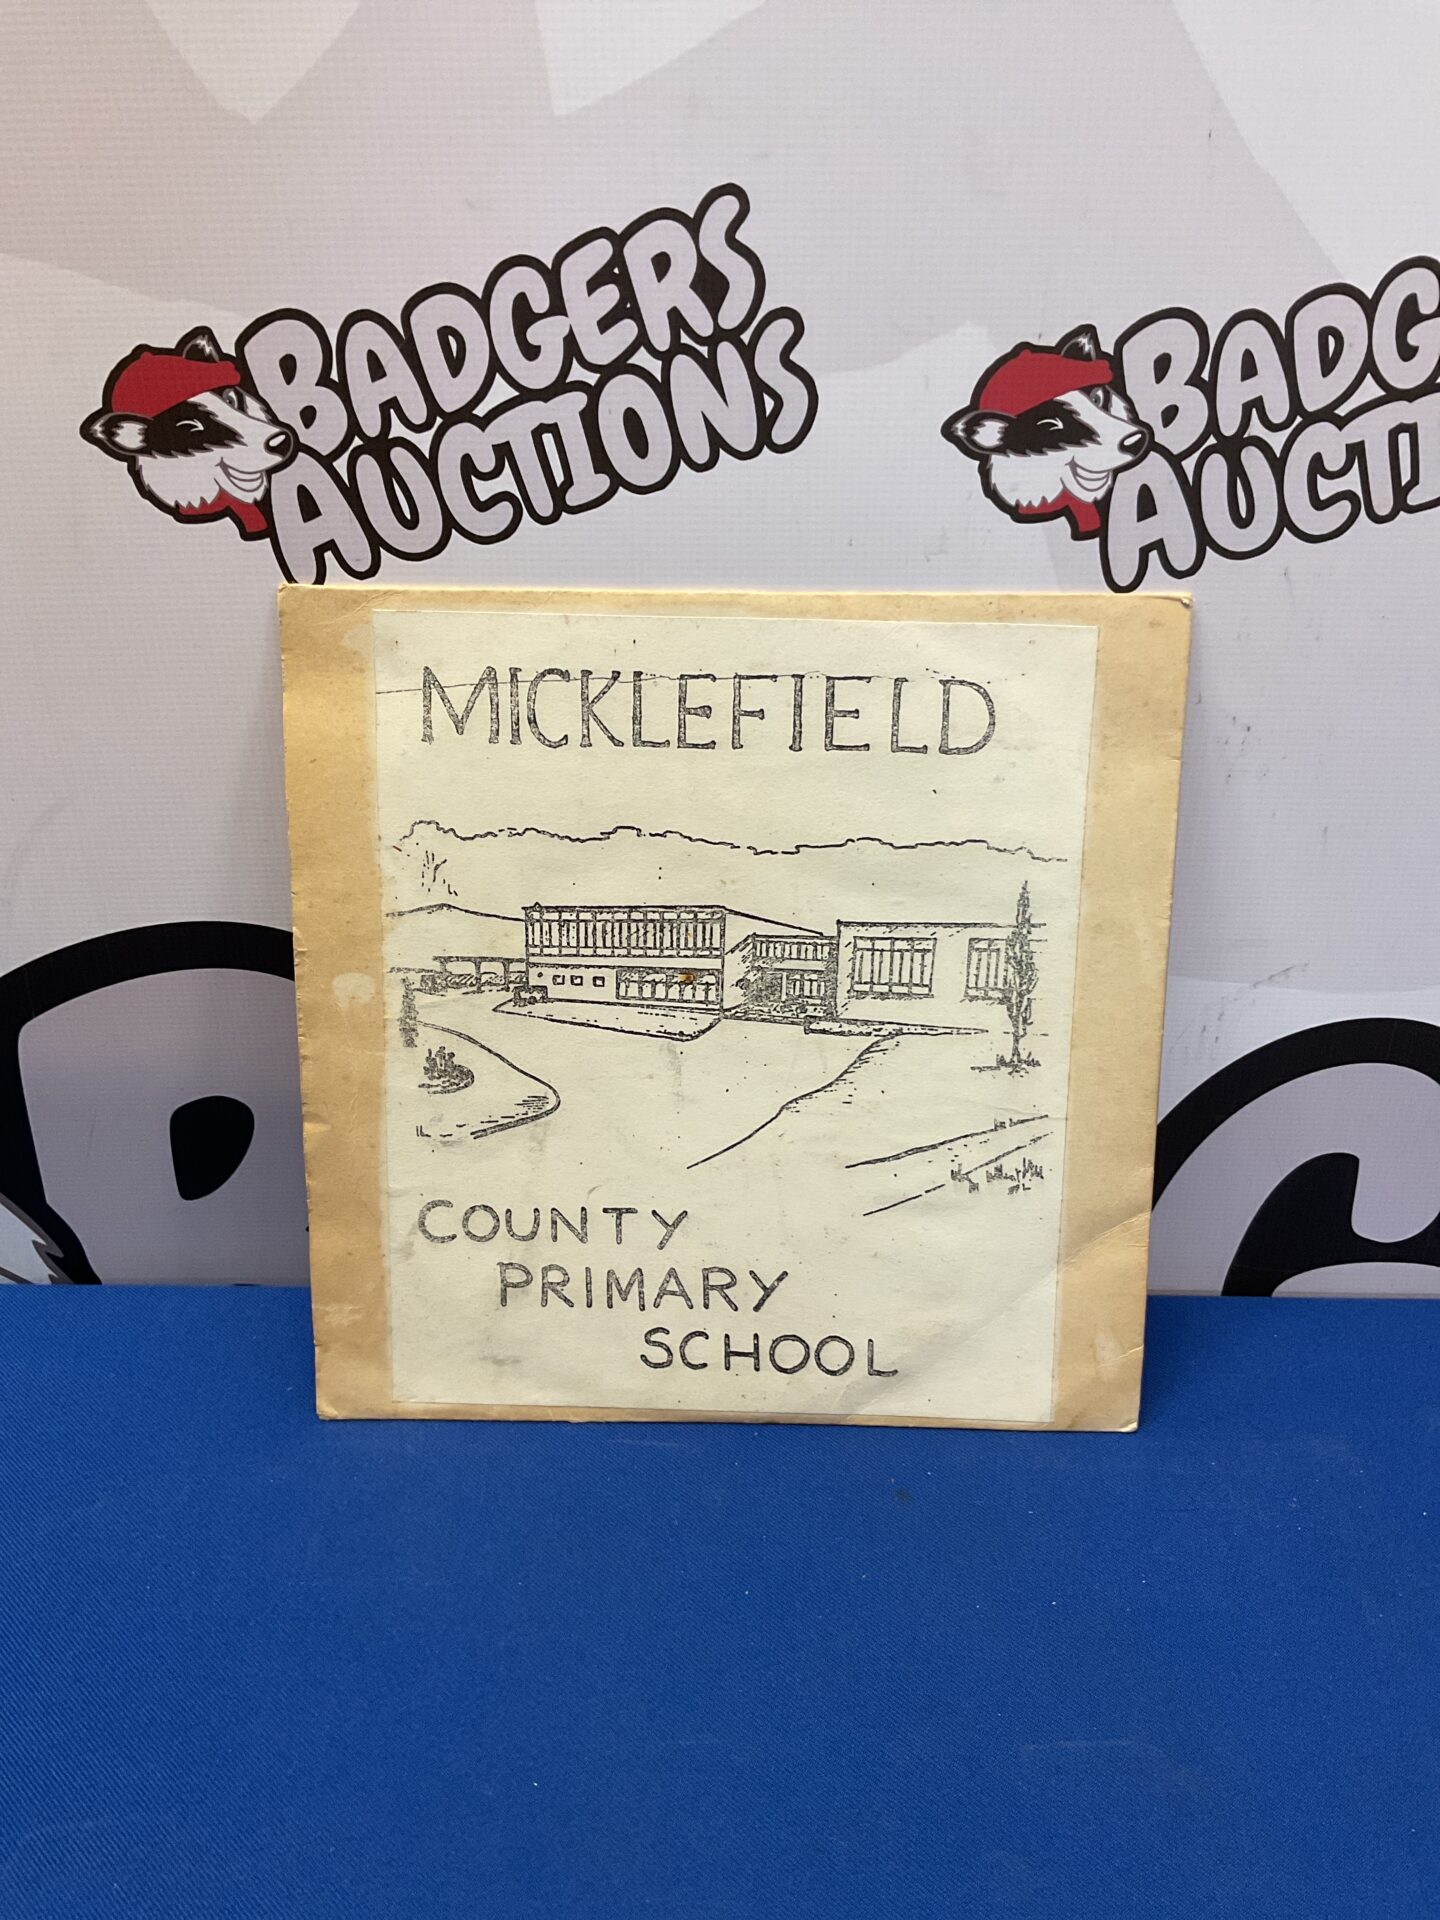 BADGERS
AUCTIONS
BADG
AUCTI
MICKLEFIELD
COUNTY
PRIMARY
SCHOOL